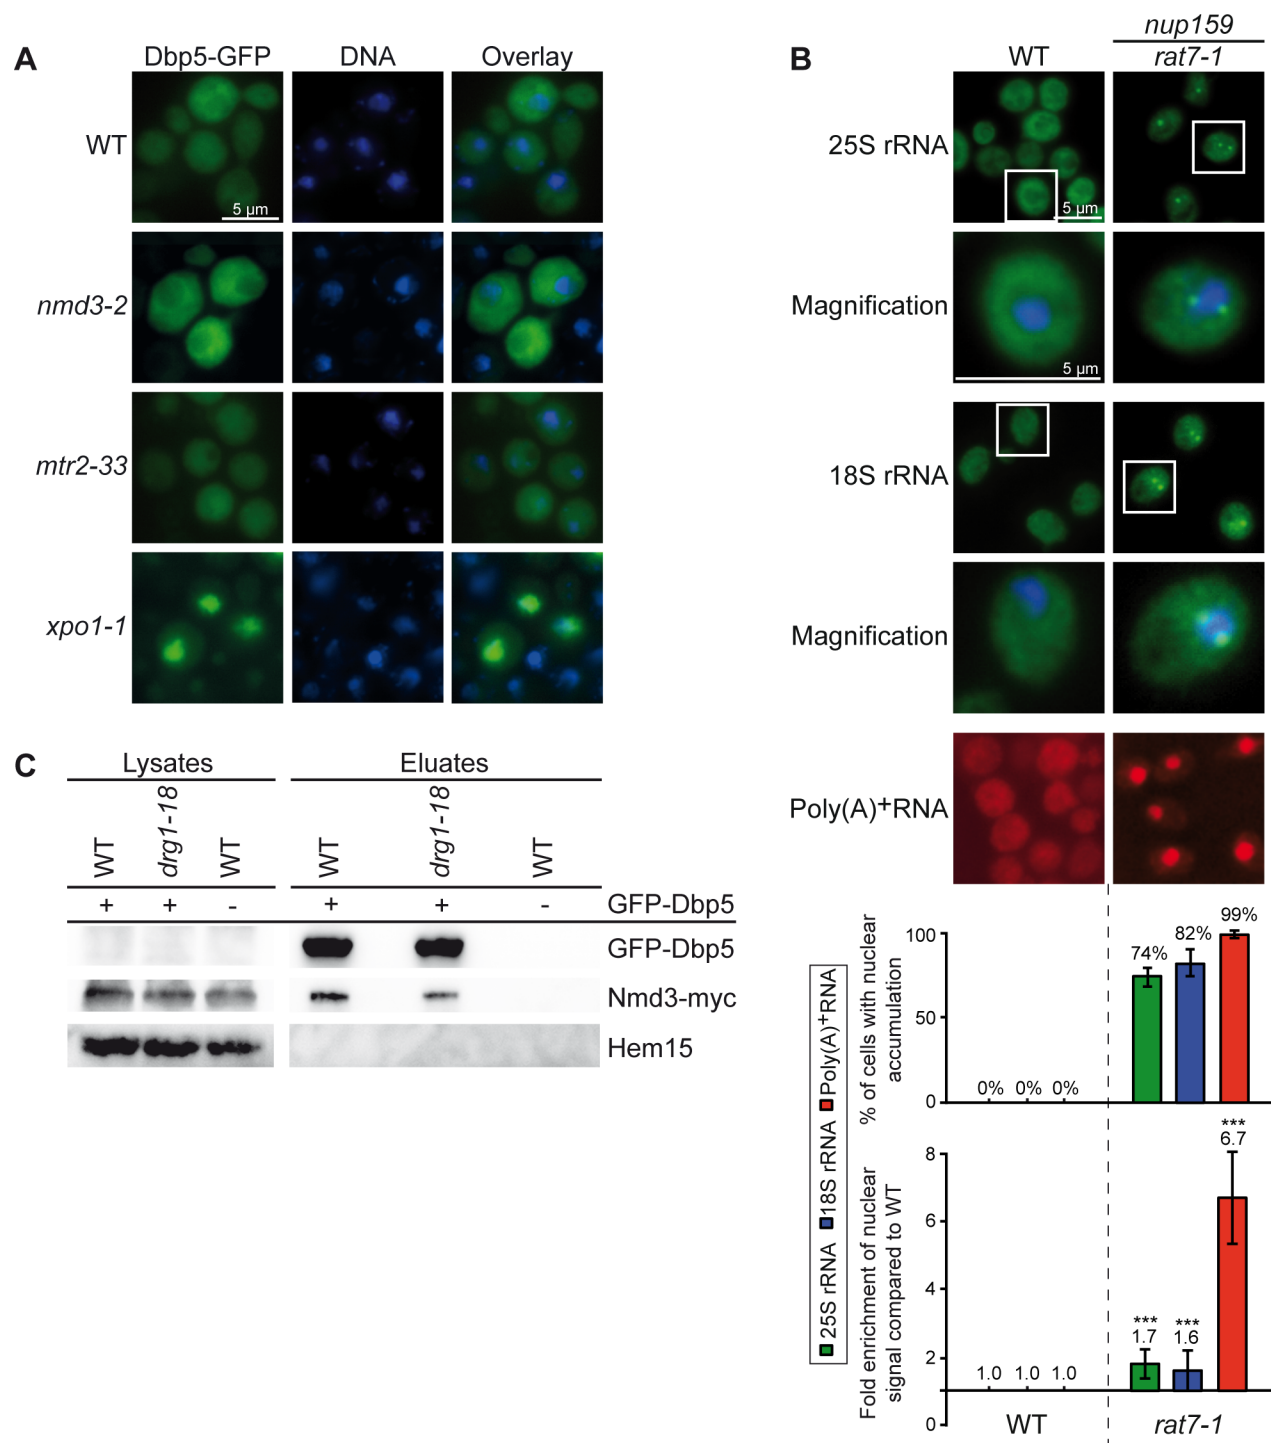 A
Dbp5-GFP
DNA
Overlay
WT
5 µm
nmd3-2
mtr2-33
xpo1-1
B
nup159
WT
rat7-1
25S rRNA
5 µm
Magnification
5 µm
18S rRNA
Magnification
Poly(A)+RNA
% of cells with nuclear
accumulation
100
50
0
0% 0% 0%
74%
82%
99%
Fold enrichment of nuclear
signal compared to WT
8
6
4
2
0
1.0 1.0 1.0
***
1.7
***
1.6
***
6.7
WT
rat7-1
25S rRNA 18S rRNA Poly(A)+RNA
C
Lysates
Eluates
WT drg1-18 WT WT drg1-18 WT
+ + - + + - GFP-Dbp5
GFP-Dbp5
Nmd3-myc
Hem15